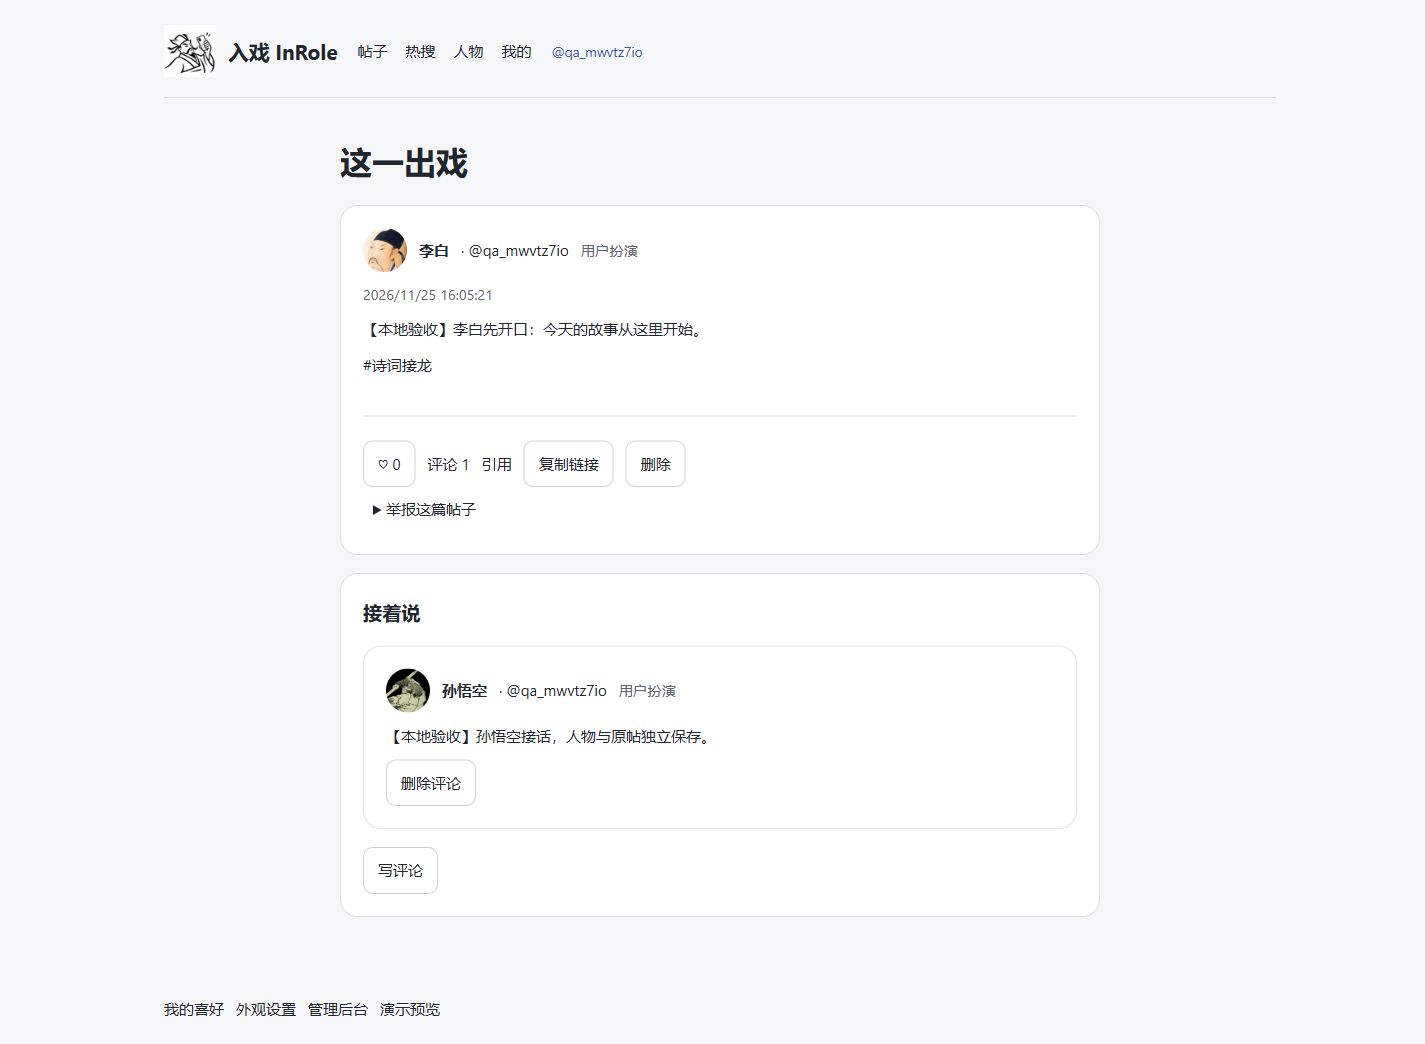 入戏 InRole 帖子 热搜 人物 我的 @qa_mwvtz7io
这一出戏
李白 · @qa_mwvtz7io 用户扮演
2026/11/25 16:05:21
【本地验收】李白先开口：今天的故事从这里开始。
#诗词接龙
♡ 0 评论 1 引用 复制链接 删除
▶ 举报这篇帖子
接着说
孙悟空 · @qa_mwvtz7io 用户扮演
【本地验收】孙悟空接话，人物与原帖独立保存。
删除评论
写评论
我的喜好 外观设置 管理后台 演示预览